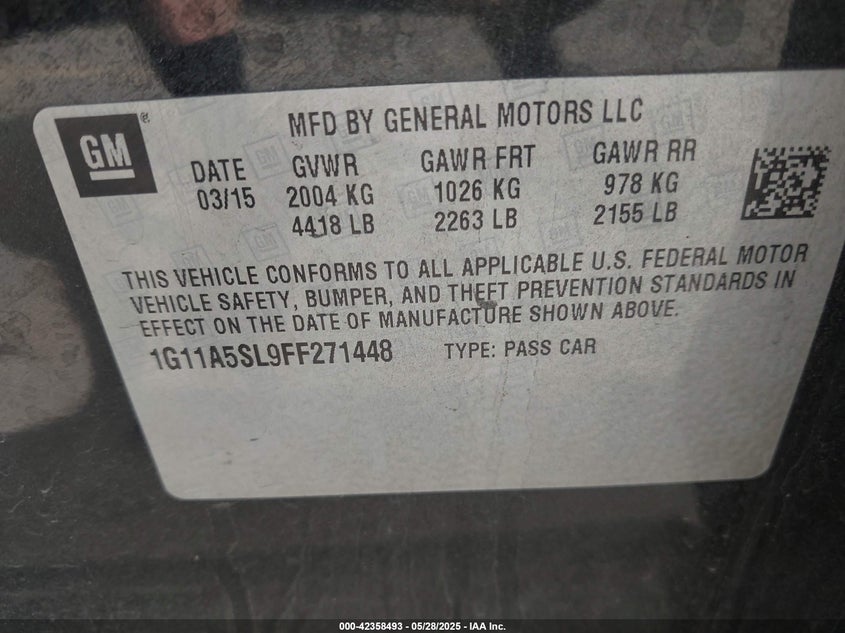 GM
MFD BY GENERAL MOTORS LLC
DATE GVWR GAWR FRT GAWR RR
03/15 2004 KG 1026 KG 978 KG
4418 LB 2263 LB 2155 LB
THIS VEHICLE CONFORMS TO ALL APPLICABLE U.S. FEDERAL MOTOR
VEHICLE SAFETY, BUMPER, AND THEFT PREVENTION STANDARDS IN
EFFECT ON THE DATE OF MANUFACTURE SHOWN ABOVE.
1G11A5SL9FF271448 TYPE: PASS CAR
000-42358493 - 05/28/2025 - IAA Inc.